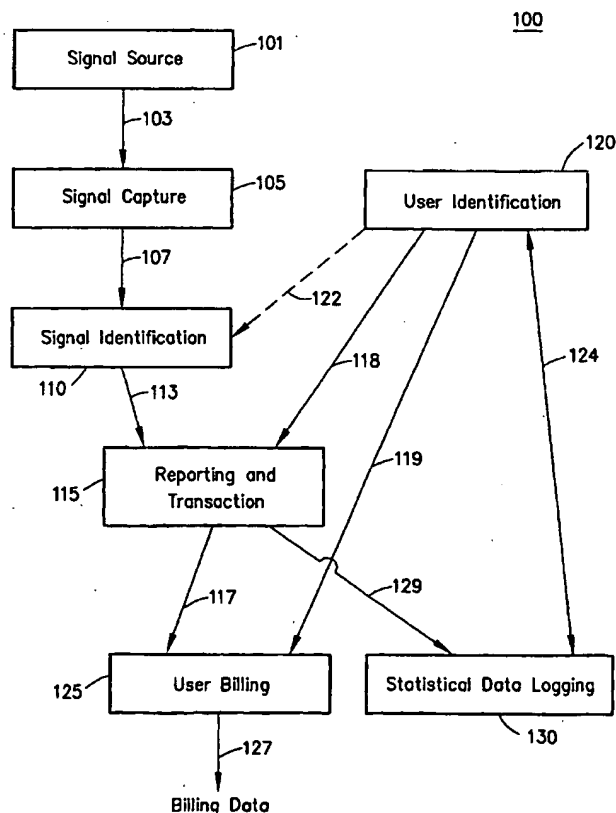 100
Signal Source
101
103
120
Signal Capture
105
User Identification
107
122
Signal Identification
118
124
110
113
119
Reporting and
Transaction
115
129
117
User Billing
Statistical Data Logging
125
130
127
Billing Data